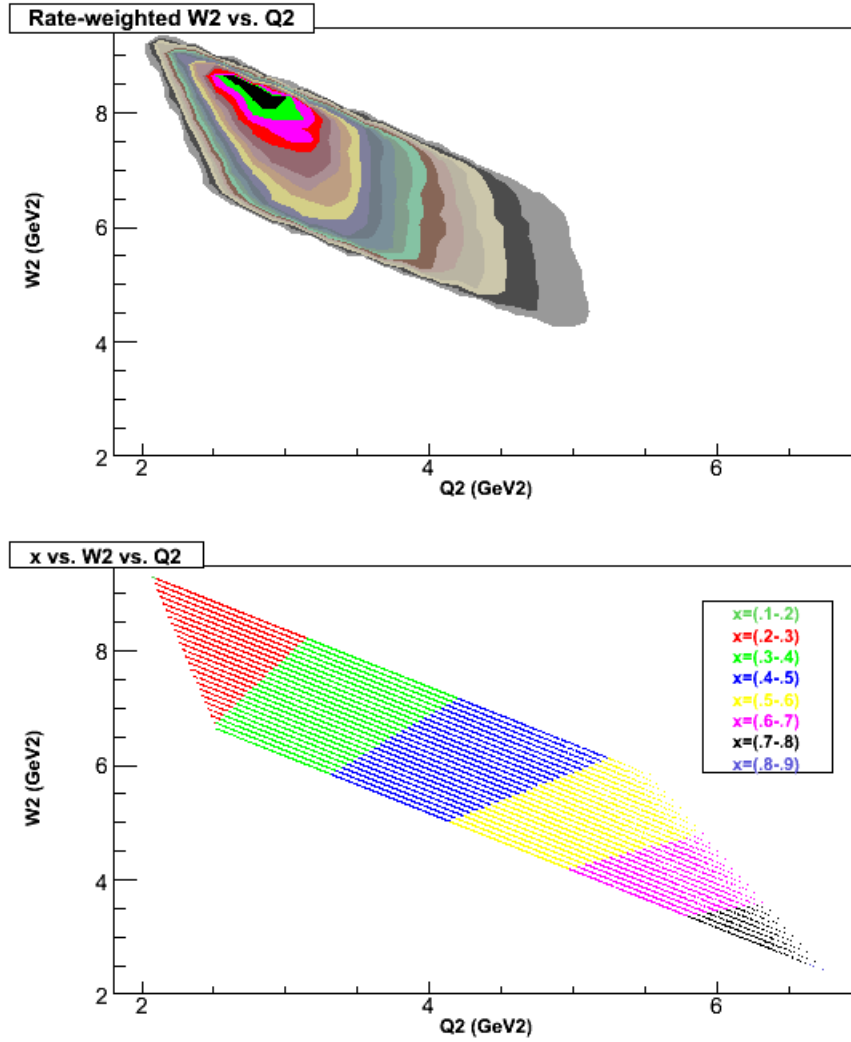 Rate-weighted W2 vs. Q2
8
6
4
2
W2 (GeV2)
2
4
6
Q2 (GeV2)
x vs. W2 vs. Q2
x=(.1-.2)
x=(.2-.3)
x=(.3-.4)
x=(.4-.5)
x=(.5-.6)
x=(.6-.7)
x=(.7-.8)
x=(.8-.9)
8
6
4
2
W2 (GeV2)
2
4
6
Q2 (GeV2)